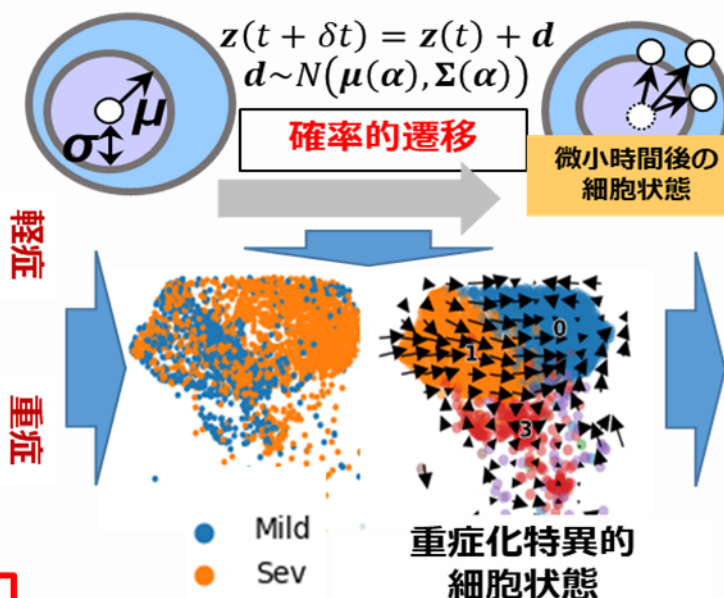 z(t + δt) = z(t) + d
d~N(μ(α), Σ(α))
μ
σ
確率的遷移
微小時間後の
細胞状態
軽症
重症
0
1
3
Mild
Sev
重症化特異的
細胞状態